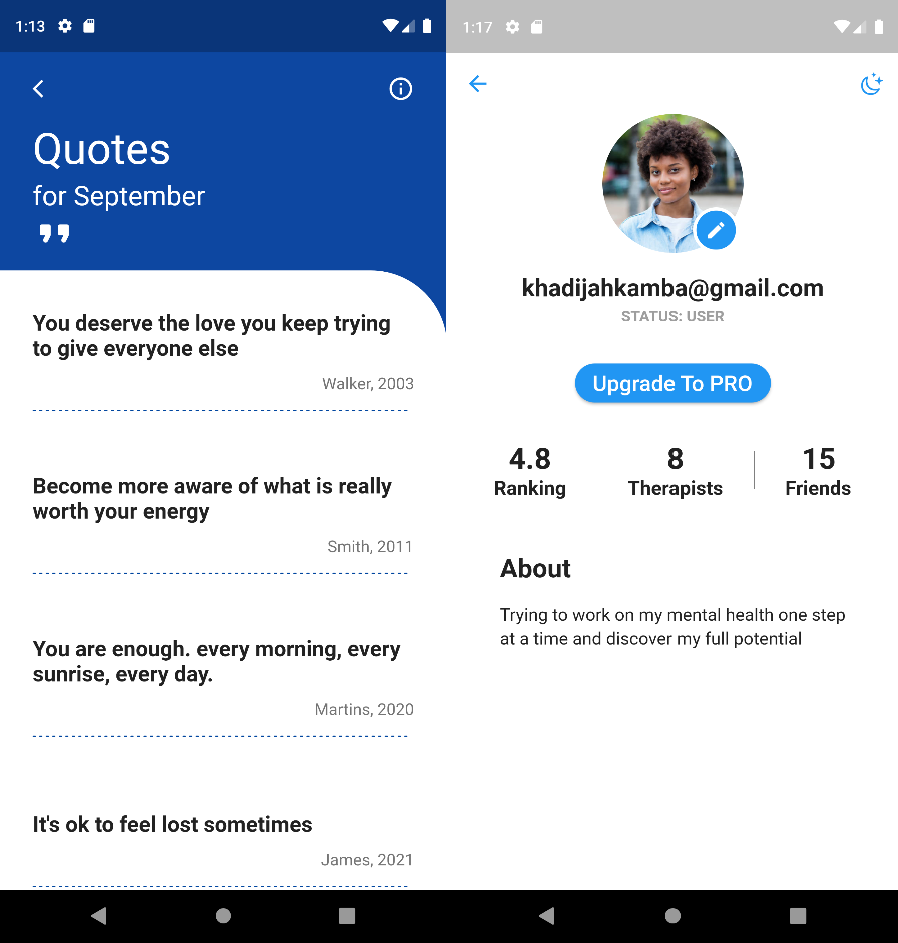 1:13
Quotes
for September
You deserve the love you keep trying
to give everyone else
Walker, 2003
Become more aware of what is really
worth your energy
Smith, 2011
You are enough. every morning, every
sunrise, every day.
Martins, 2020
It's ok to feel lost sometimes
James, 2021
1:17
khadijahkamba@gmail.com
STATUS: USER
Upgrade To PRO
4.8
Ranking
8
Therapists
15
Friends
About
Trying to work on my mental health one step
at a time and discover my full potential